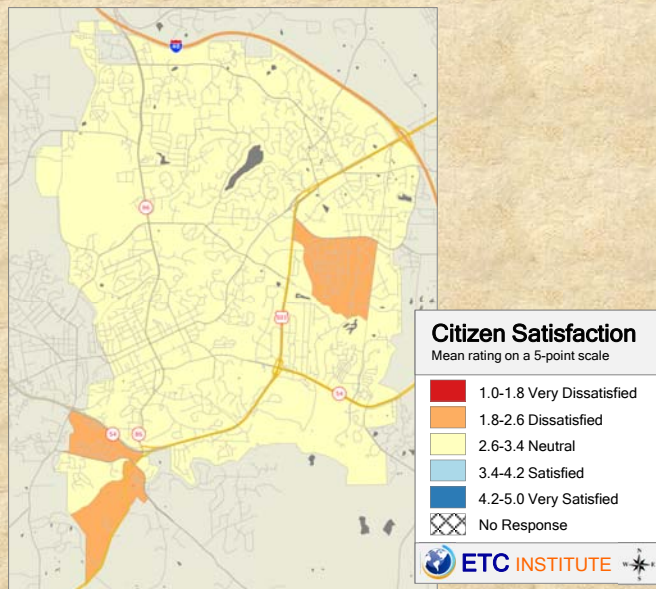 40
86
501
54
54
86
Citizen Satisfaction
Mean rating on a 5-point scale
1.0-1.8 Very Dissatisfied
1.8-2.6 Dissatisfied
2.6-3.4 Neutral
3.4-4.2 Satisfied
4.2-5.0 Very Satisfied
No Response
ETC INSTITUTE
N
W E
S